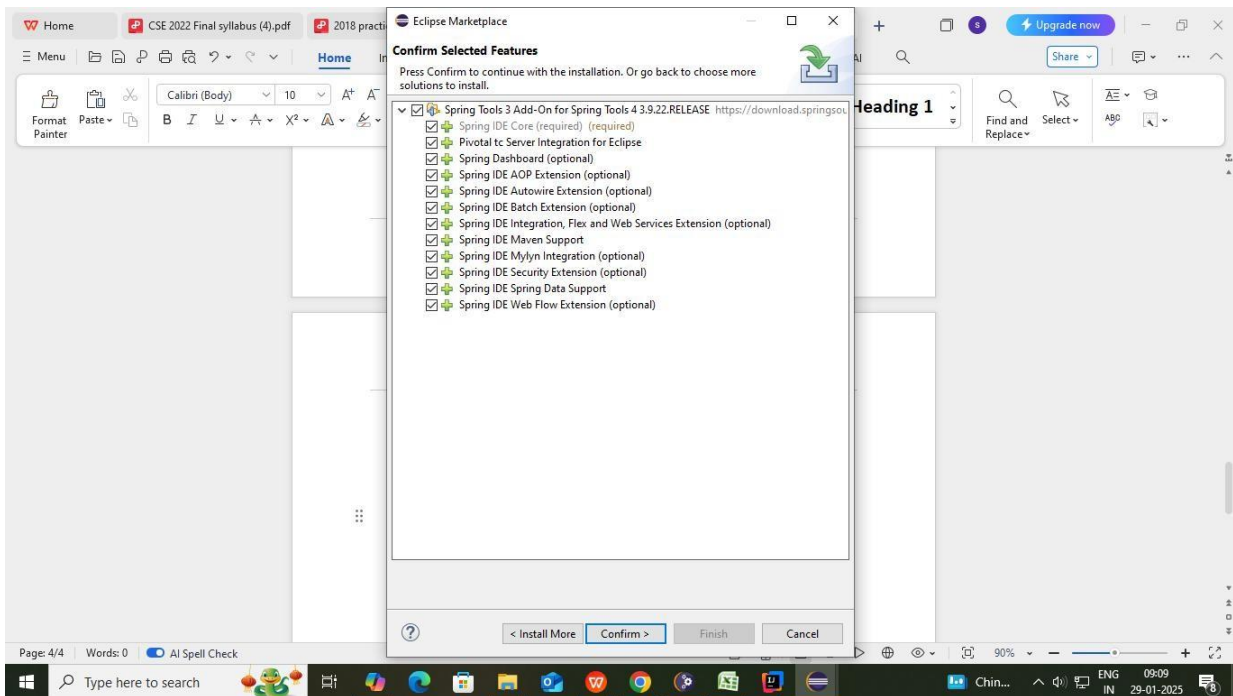 Home
CSE 2022 Final syllabus (4).pdf
2018 practi
Eclipse Marketplace
Upgrade now
Menu
Home
Share
Confirm Selected Features
Press Confirm to continue with the installation. Or go back to choose more
solutions to install.
Format
Painter
Paste
Calibri (Body)
10
A+ A-
B I U A X²
Heading 1
Find and
Replace
Select
Spring Tools 3 Add-On for Spring Tools 4 3.9.22.RELEASE https://download.springsou
Spring IDE Core (required) (required)
Pivotal tc Server Integration for Eclipse
Spring Dashboard (optional)
Spring IDE AOP Extension (optional)
Spring IDE Autowire Extension (optional)
Spring IDE Batch Extension (optional)
Spring IDE Integration, Flex and Web Services Extension (optional)
Spring IDE Maven Support
Spring IDE Mylyn Integration (optional)
Spring IDE Security Extension (optional)
Spring IDE Spring Data Support
Spring IDE Web Flow Extension (optional)
< Install More
Confirm >
Finish
Cancel
Page: 4/4 Words: 0 AI Spell Check
90%
Type here to search
Chin...
ENG
IN
09:09
29-01-2025